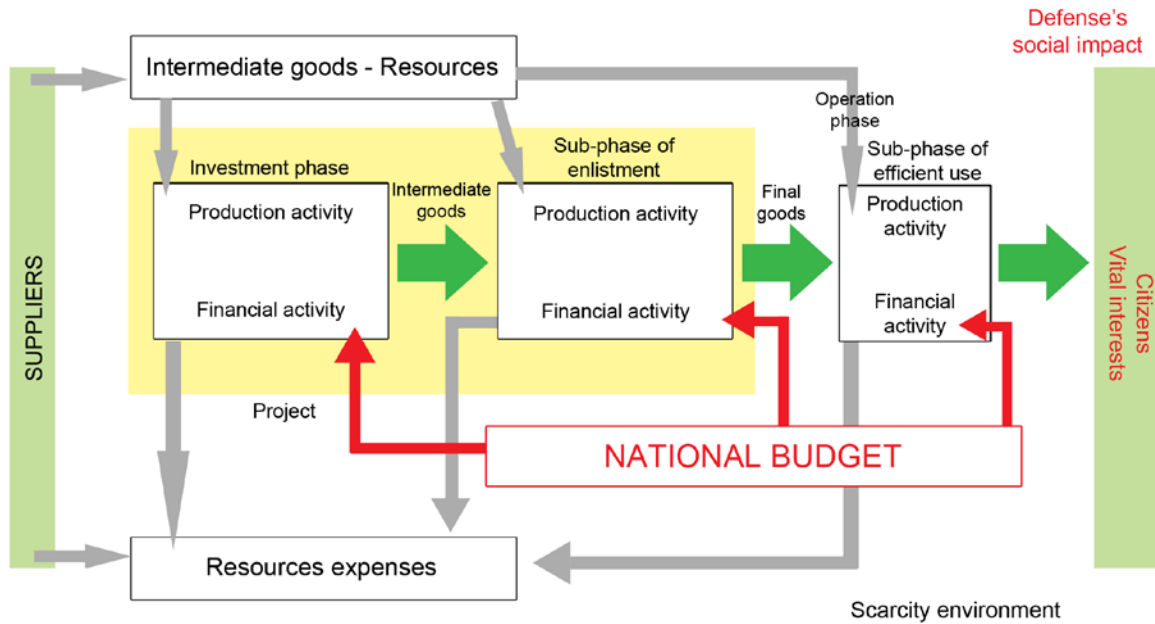 Defense's
social impact
Intermediate goods - Resources
Operation
phase
Sub-phase of
enlistment
Sub-phase of
efficient use
Investment phase
Intermediate
goods
Final
goods
Production activity
Production activity
Production
activity
Financial activity
Financial activity
Financial
activity
SUPPLIERS
Citizens
Vital interests
Project
NATIONAL BUDGET
Resources expenses
Scarcity environment